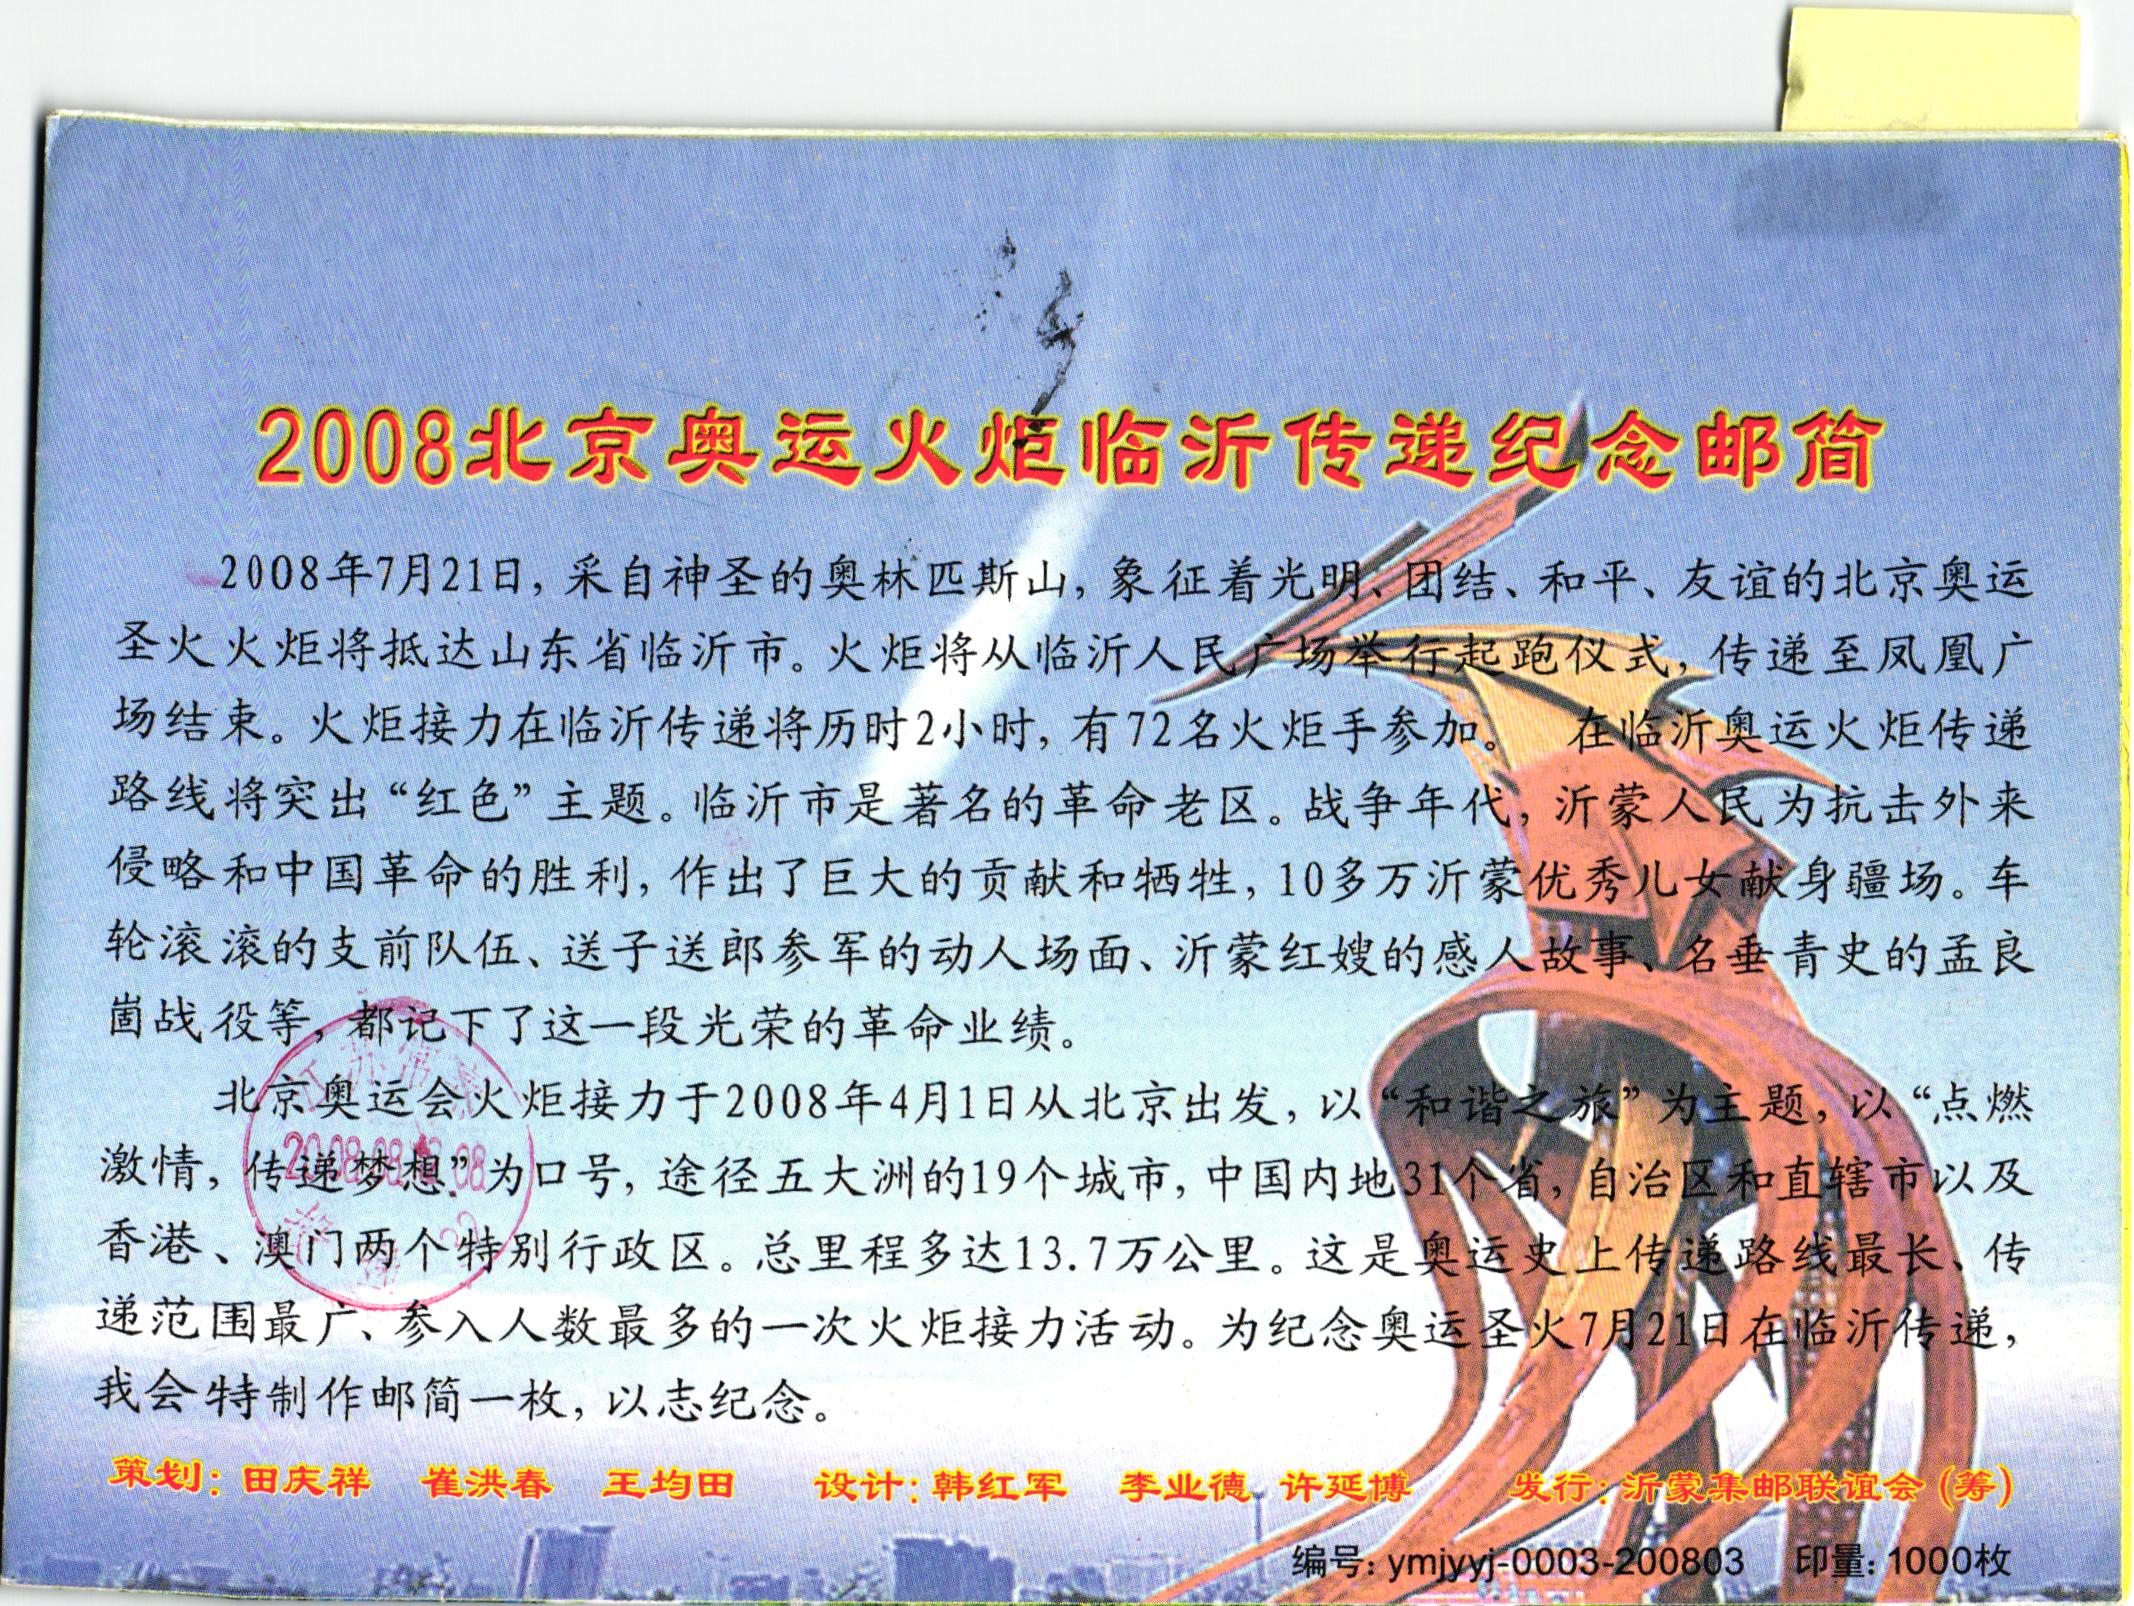 2008北京奥运火炬临沂传递纪念邮简
2008年7月21日，采自神圣的奥林匹斯山，象征着光明、团结、和平、友谊的北京奥运
圣火火炬将抵达山东省临沂市。火炬将从临沂人民广场举行起跑仪式，传递至凤凰广
场结束。火炬接力在临沂传递将历时2小时，有72名火炬手参加。 在临沂奥运火炬传递
路线将突出“红色”主题。临沂市是著名的革命老区。战争年代，沂蒙人民为抗击外来
侵略和中国革命的胜利，作出了巨大的贡献和牺牲，10多万沂蒙优秀儿女献身疆场。车
轮滚滚的支前队伍、送子送郎参军的动人场面、沂蒙红嫂的感人故事、名垂青史的孟良
崮战役等，都记下了这一段光荣的革命业绩。
北京奥运会火炬接力于2008年4月1日从北京出发，以“和谐之旅”为主题，以“点燃
激情，传递梦想”为口号，途径五大洲的19个城市，中国内地31个省，自治区和直辖市以及
香港、澳门两个特别行政区。总里程多达13.7万公里。这是奥运史上传递路线最长、传
递范围最广、参入人数最多的一次火炬接力活动。为纪念奥运圣火7月21日在临沂传递，
我会特制作邮简一枚，以志纪念。
策划：田庆祥 崔洪春 王均田 设计：韩红军 李业德 许延博 发行：沂蒙集邮联谊会（筹）
编号：ymjyyj-0003-200803 印量：1000枚